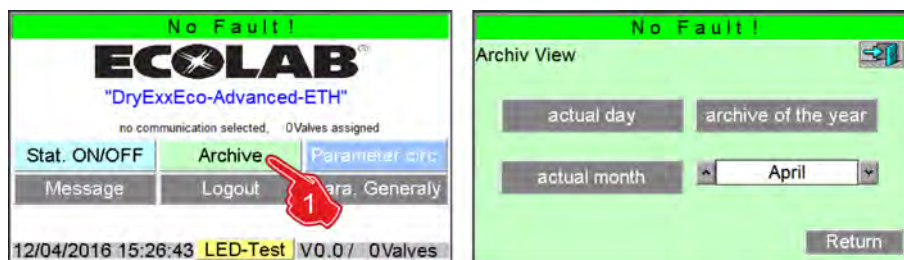 No Fault!
ECOLAB®
"DryExxEco-Advanced-ETH"
no communication selected, 0Valves assigned
Stat. ON/OFF Archive Parameter circ
Message Logout ara. Generaly
1
12/04/2016 15:26:43 LED-Test V0.0/ 0Valves
No Fault!
Archiv View
actual day archive of the year
actual month April
Return